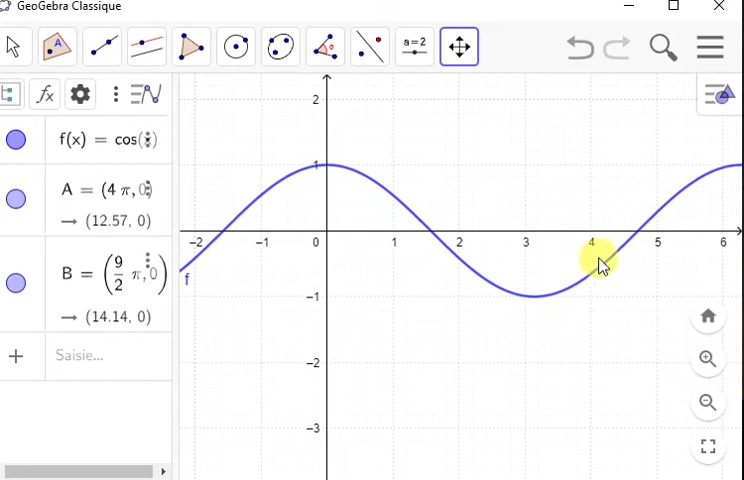 GeoGebra Classique
a=2
f(x) = cos(
A = (4 π, 0
→ (12.57, 0)
B = (9/2 π, 0)
→ (14.14, 0)
+ Saisie...
2
1
−2 −1 0 1 2 3 4 5 6
f
−1
−2
−3